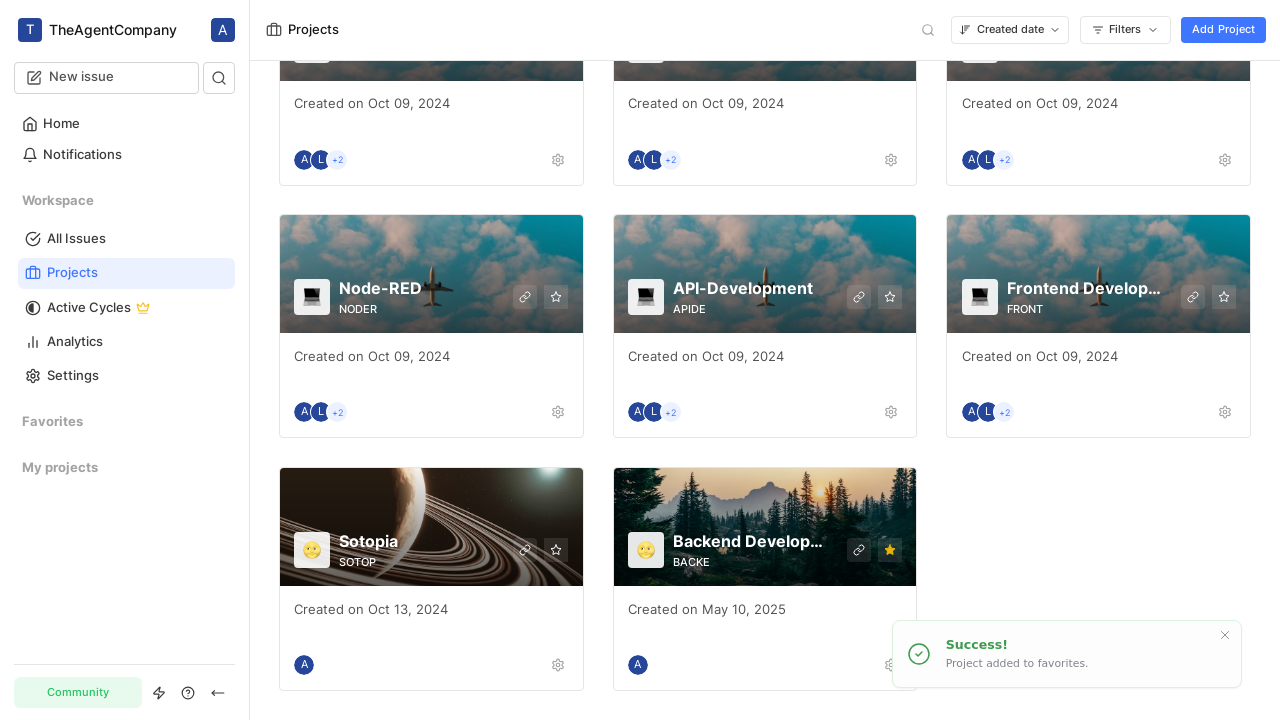 T TheAgentCompany A
New issue
Home
Notifications
Workspace
All Issues
Projects
Active Cycles
Analytics
Settings
Favorites
My projects
Community
Projects
Created date
Filters
Add Project
Created on Oct 09, 2024
A L +2
Created on Oct 09, 2024
A L +2
Created on Oct 09, 2024
A L +2
Node-RED
NODER
Created on Oct 09, 2024
A L +2
API-Development
APIDE
Created on Oct 09, 2024
A L +2
Frontend Develop...
FRONT
Created on Oct 09, 2024
A L +2
Sotopia
SOTOP
Created on Oct 13, 2024
A
Backend Develop...
BACKE
Created on May 10, 2025
A
Success!
Project added to favorites.